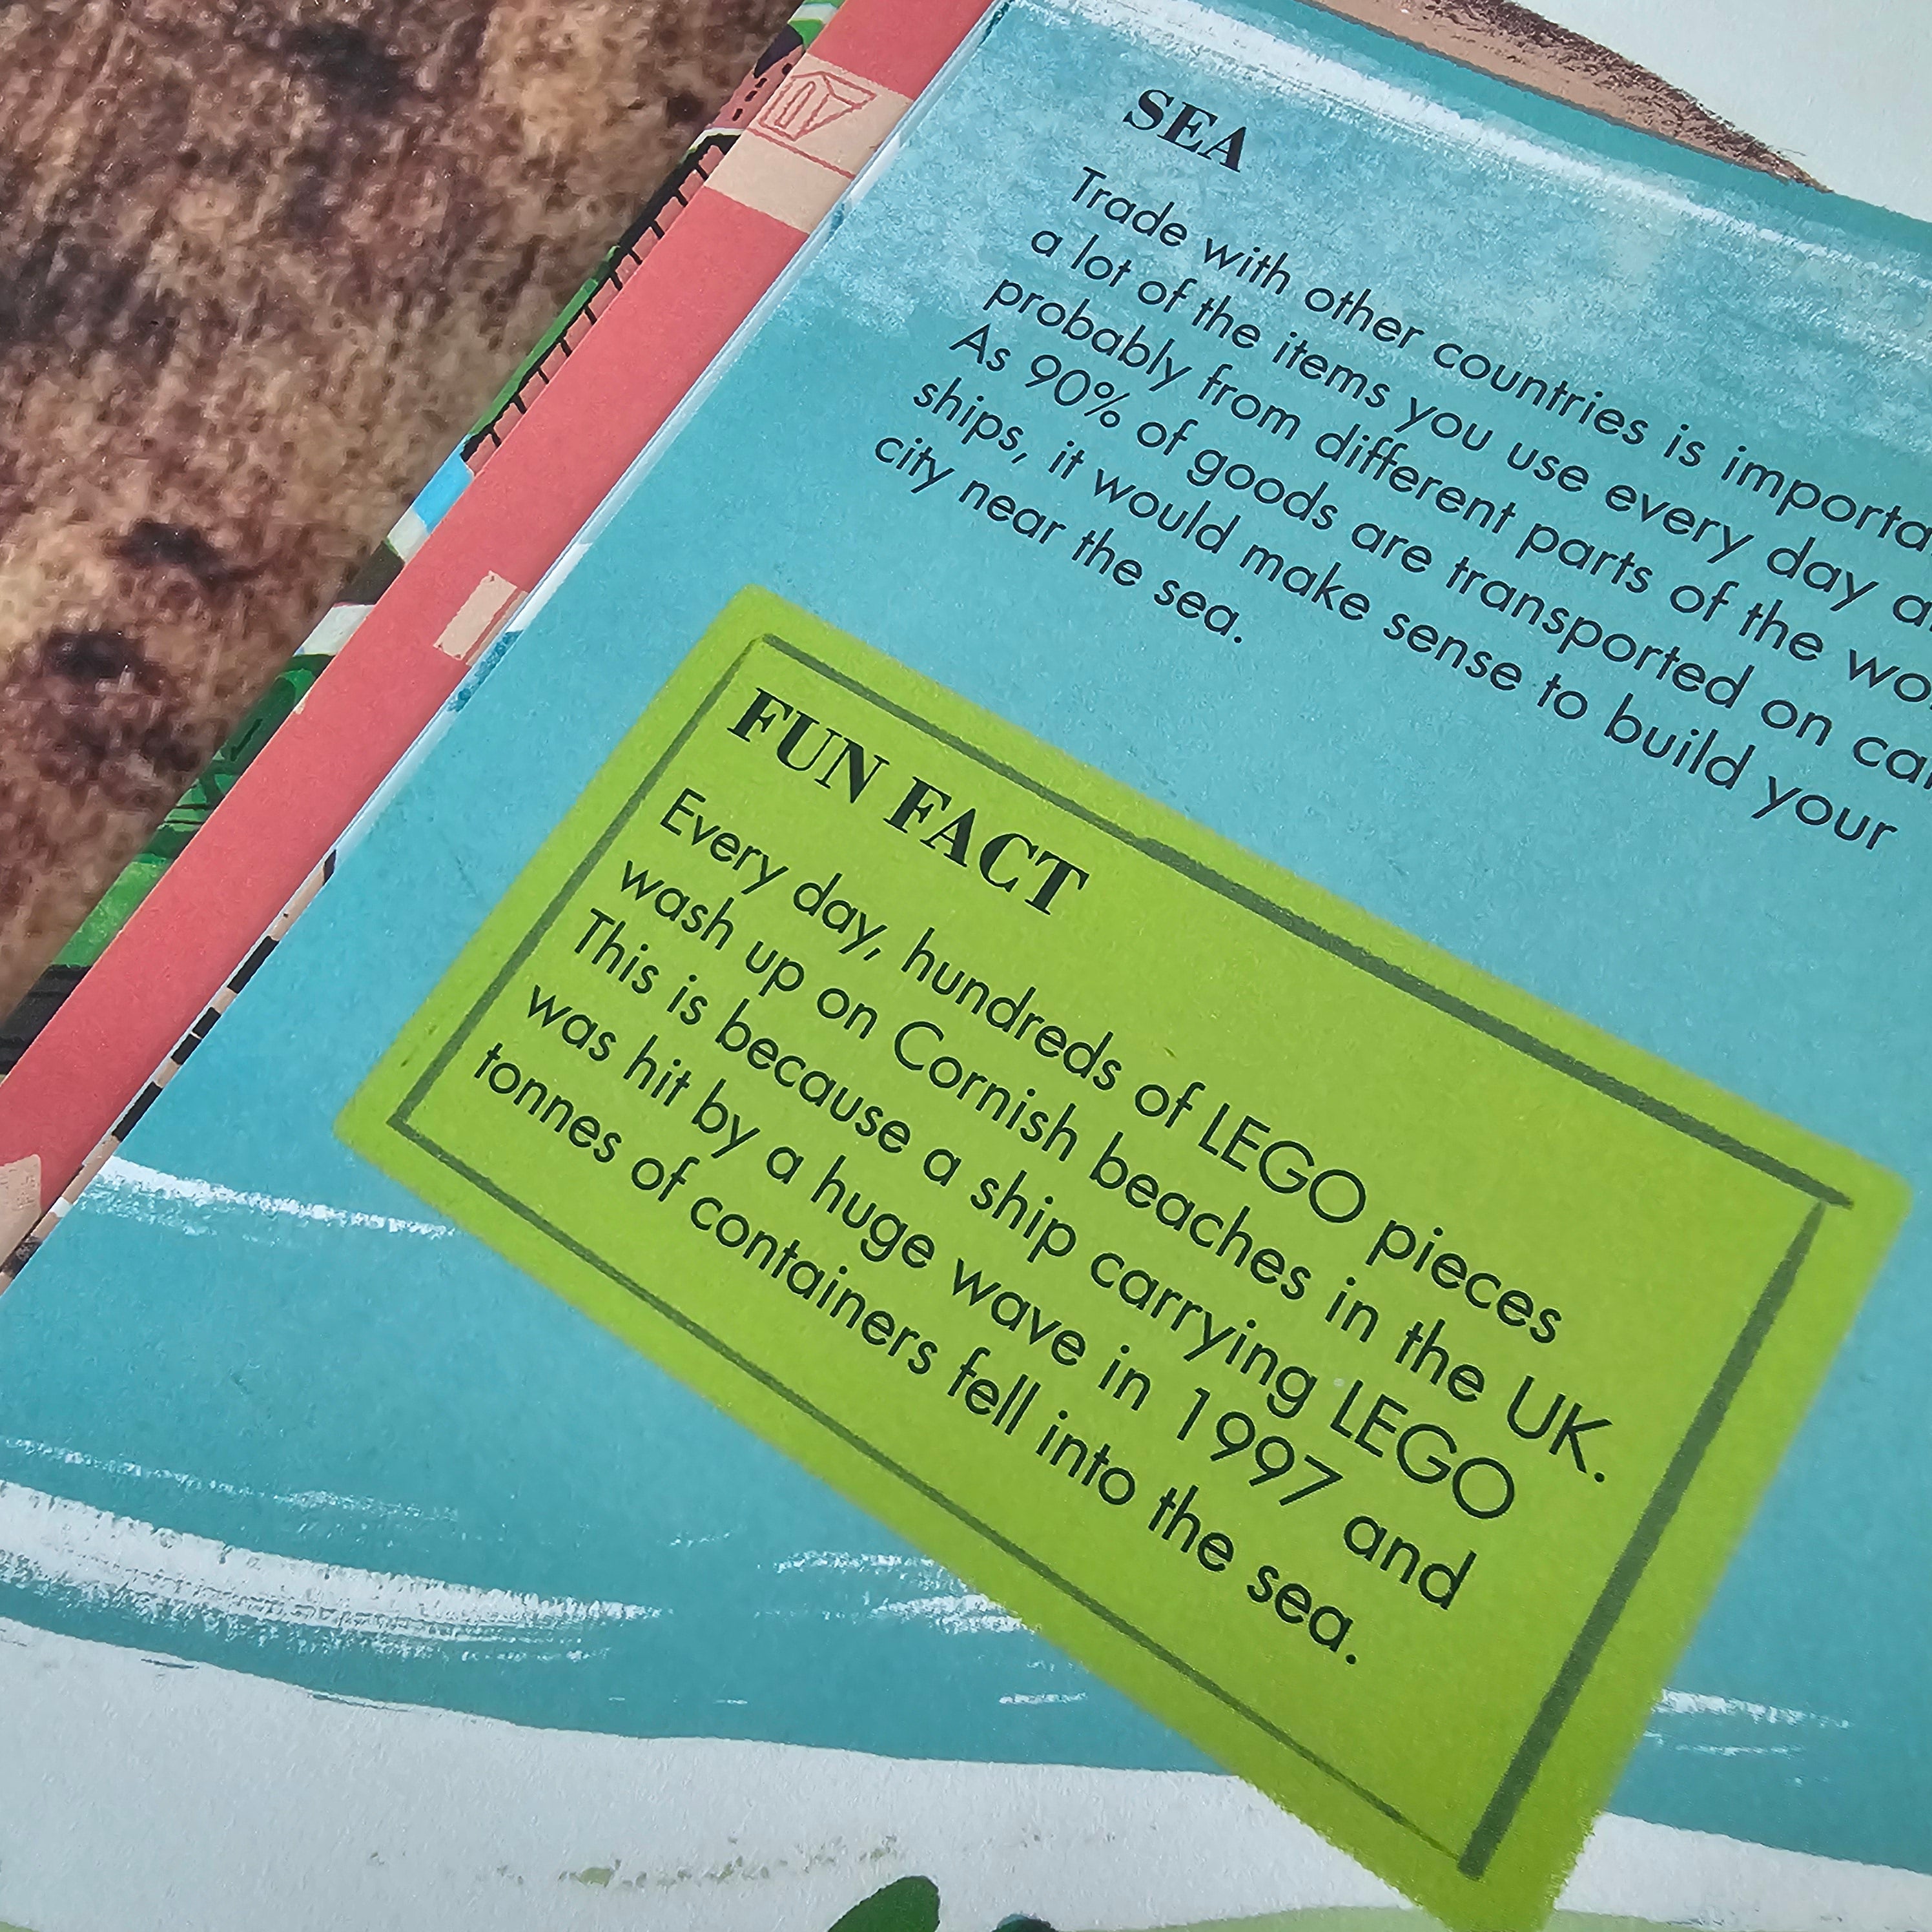 SEA
Trade with other countries is
a lot of the items you use every day
probably from different parts of the
As 90% of goods are transported on
ships, it would make sense to build your
city near the sea.
FUN FACT
Every day, hundreds of LEGO pieces
wash up on Cornish beaches in the UK.
This is because a ship carrying LEGO
was hit by a huge wave in 1997 and
tonnes of containers fell into the sea.